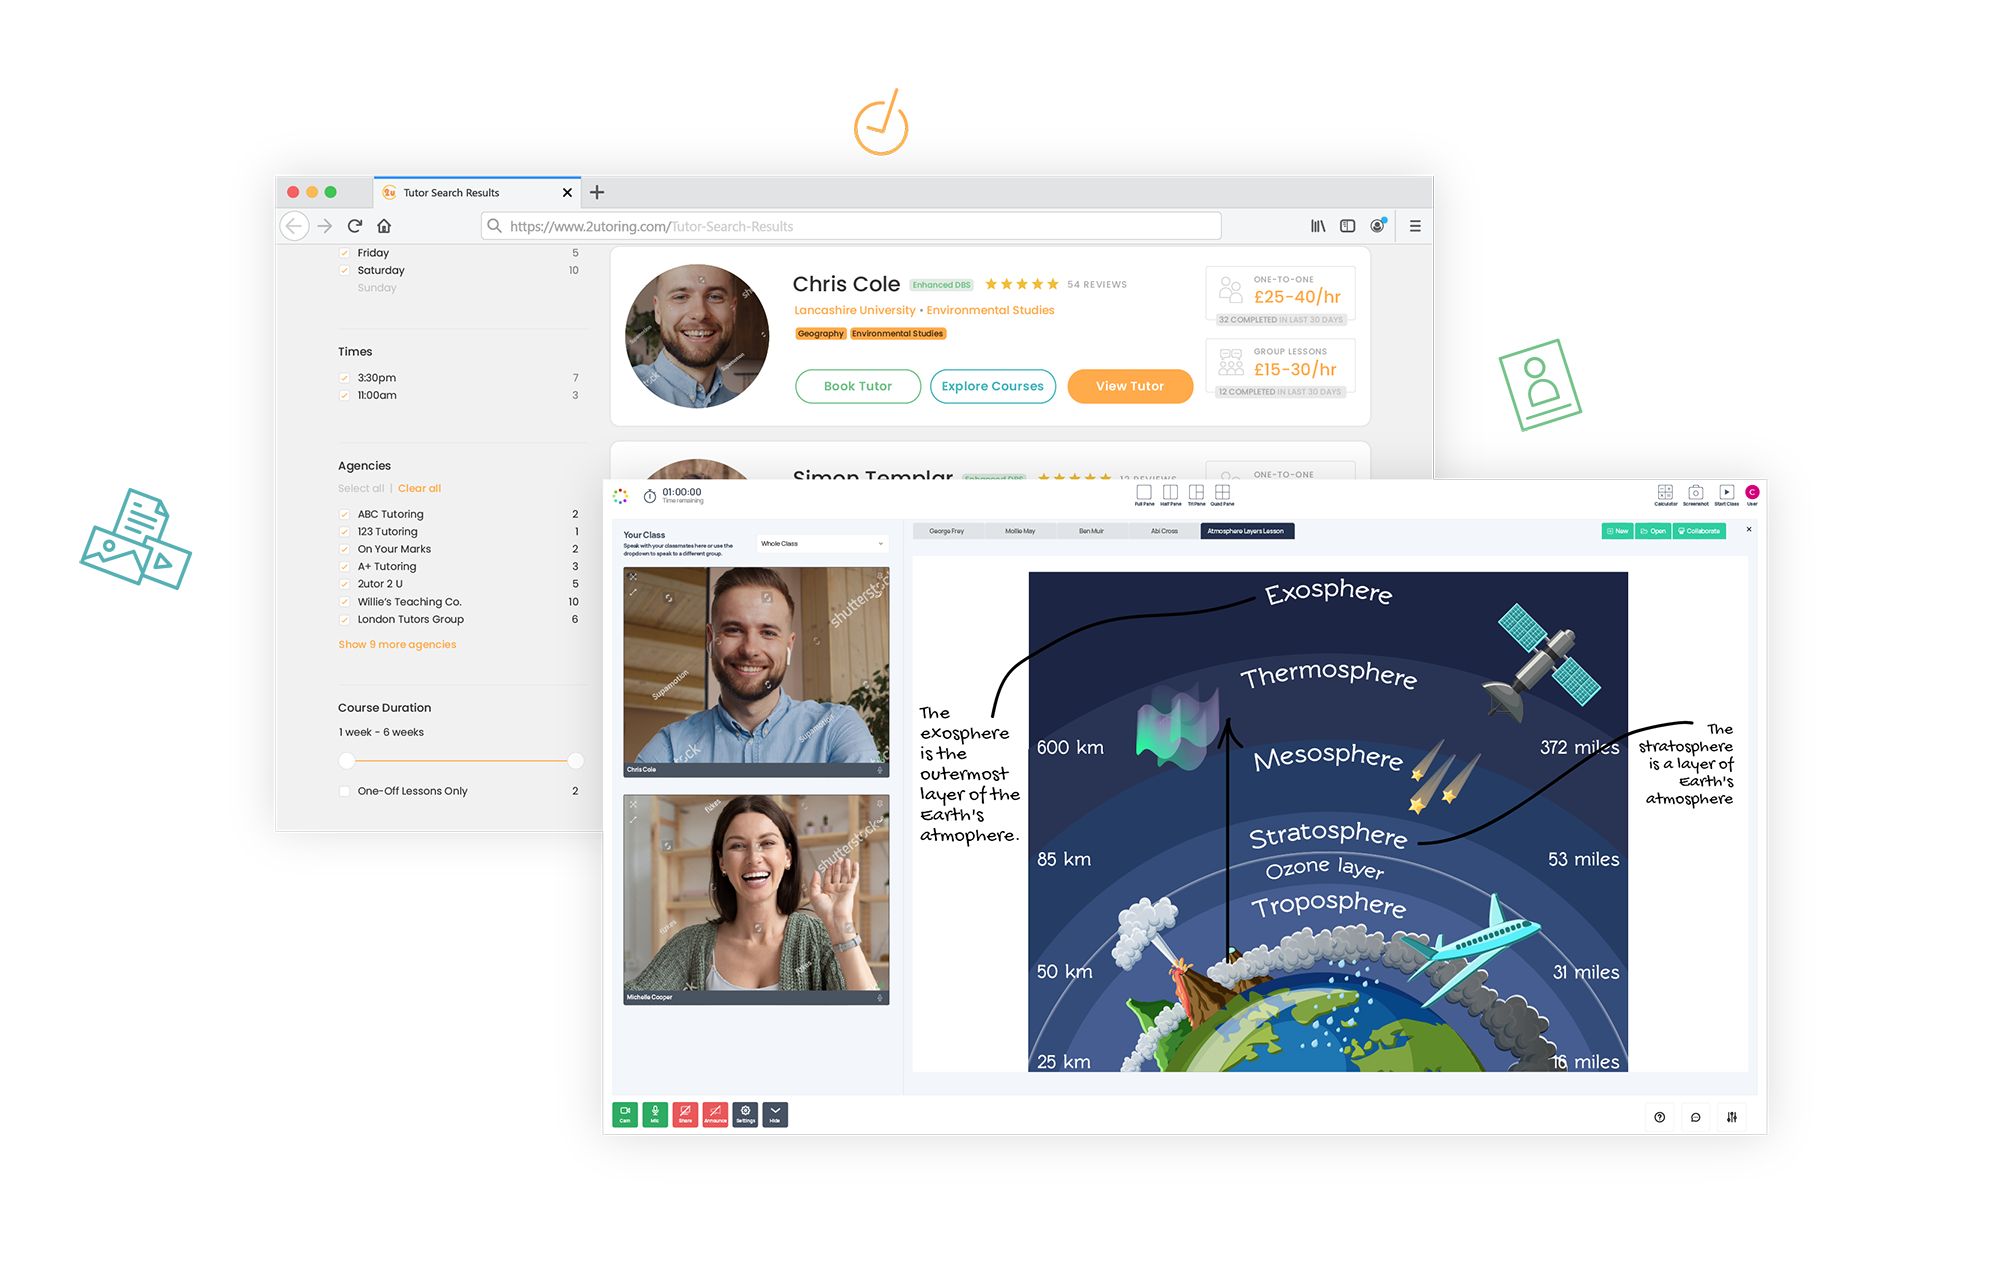 2u Tutor Search Results
https://www.2utoring.com/Tutor-Search-Results
Friday 5
Saturday 10
Sunday
Times
3:30pm 7
11:00am 3
Agencies
Select all | Clear all
ABC Tutoring 2
123 Tutoring 1
On Your Marks 2
A+ Tutoring 3
2utor 2 U 5
Willie's Teaching Co. 10
London Tutors Group 6
Show 9 more agencies
Course Duration
1 week - 6 weeks
One-Off Lessons Only 2
Chris Cole Enhanced DBS 54 REVIEWS
Lancashire University • Environmental Studies
Geography Environmental Studies
Book Tutor Explore Courses View Tutor
ONE-TO-ONE
£25-40/hr
32 COMPLETED IN LAST 30 DAYS
GROUP LESSONS
£15-30/hr
12 COMPLETED IN LAST 30 DAYS
Simon Templar Enhanced DBS 12 REVIEWS
ONE-TO-ONE
01:00:00
Time remaining
Full Pane Half Pane Tri Pane Quad Pane
Calculator Screenshot Start Class User
C
Your Class
Speak with your classmates here or use the
dropdown to speak to a different group.
Whole Class
George Frey Mollie May Ben Muir Abi Cross Atmosphere Layers Lesson
New Open Collaborate
shutterstock
Supamotion
Supamotion
Chris Cole
fizkes
shutterstock
fizkes
fizkes
Michelle Cooper
Exosphere
Thermosphere
600 km 372 miles
Mesosphere
Stratosphere
85 km 53 miles
Ozone layer
Troposphere
50 km 31 miles
25 km 16 miles
The
exosphere
is the
outermost
layer of the
Earth's
atmophere.
The
stratosphere
is a layer of
Earth's
atmosphere
Cam Mic Share Announce Settings Hide